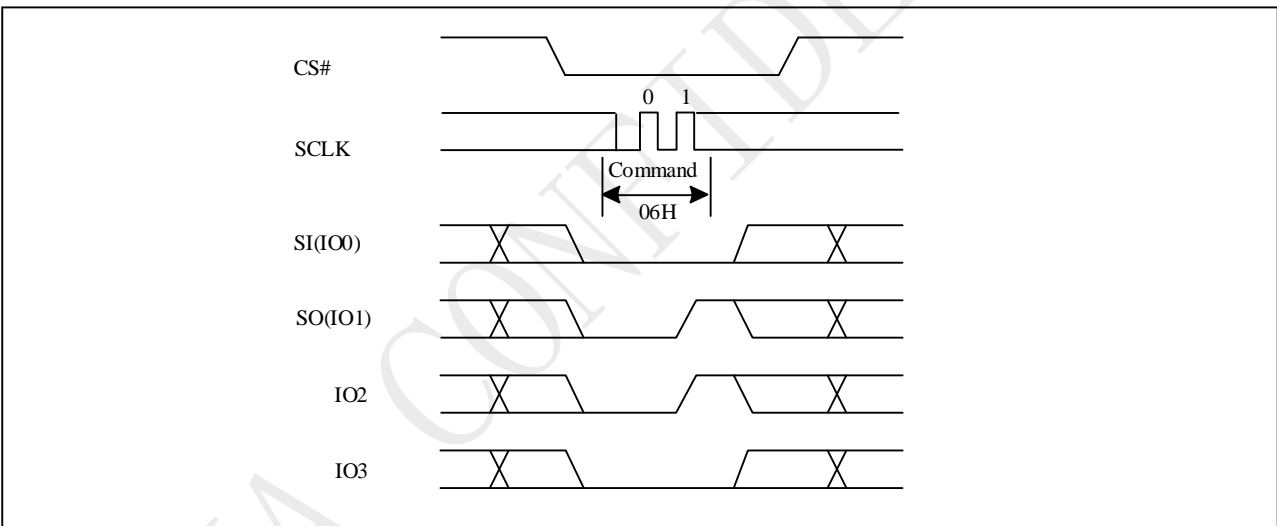 CS#
0 1
SCLK
Command
06H
SI(IO0)
SO(IO1)
IO2
IO3